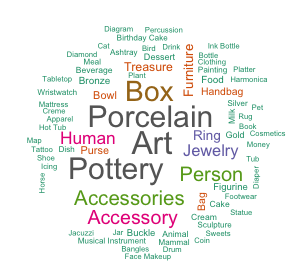 Diagram Percussion
Birthday Cake
Cat Bird Drink Ink Bottle
Diamond Ashtray Bottle
Meal Dessert Clothing
Beverage Treasure Furniture Painting Platter
Tabletop Bronze Plant Food Harmonica
Wristwatch Bowl Box Handbag
Mattress Silver Pet
Creme Porcelain Milk Rug
Apparel Book
Hot Tub Human Art Ring Gold Cosmetics
Map Money
Tattoo Dish Purse Jewelry
Shoe Pottery Tub
Icing Person Diaper
Horse Accessories Figurine
Bag Footwear
Accessory Cake
Cream Statue
Jacuzzi Jar Buckle Animal Sculpture
Musical Instrument Mammal Coin Sweets
Bangles Drum
Face Makeup